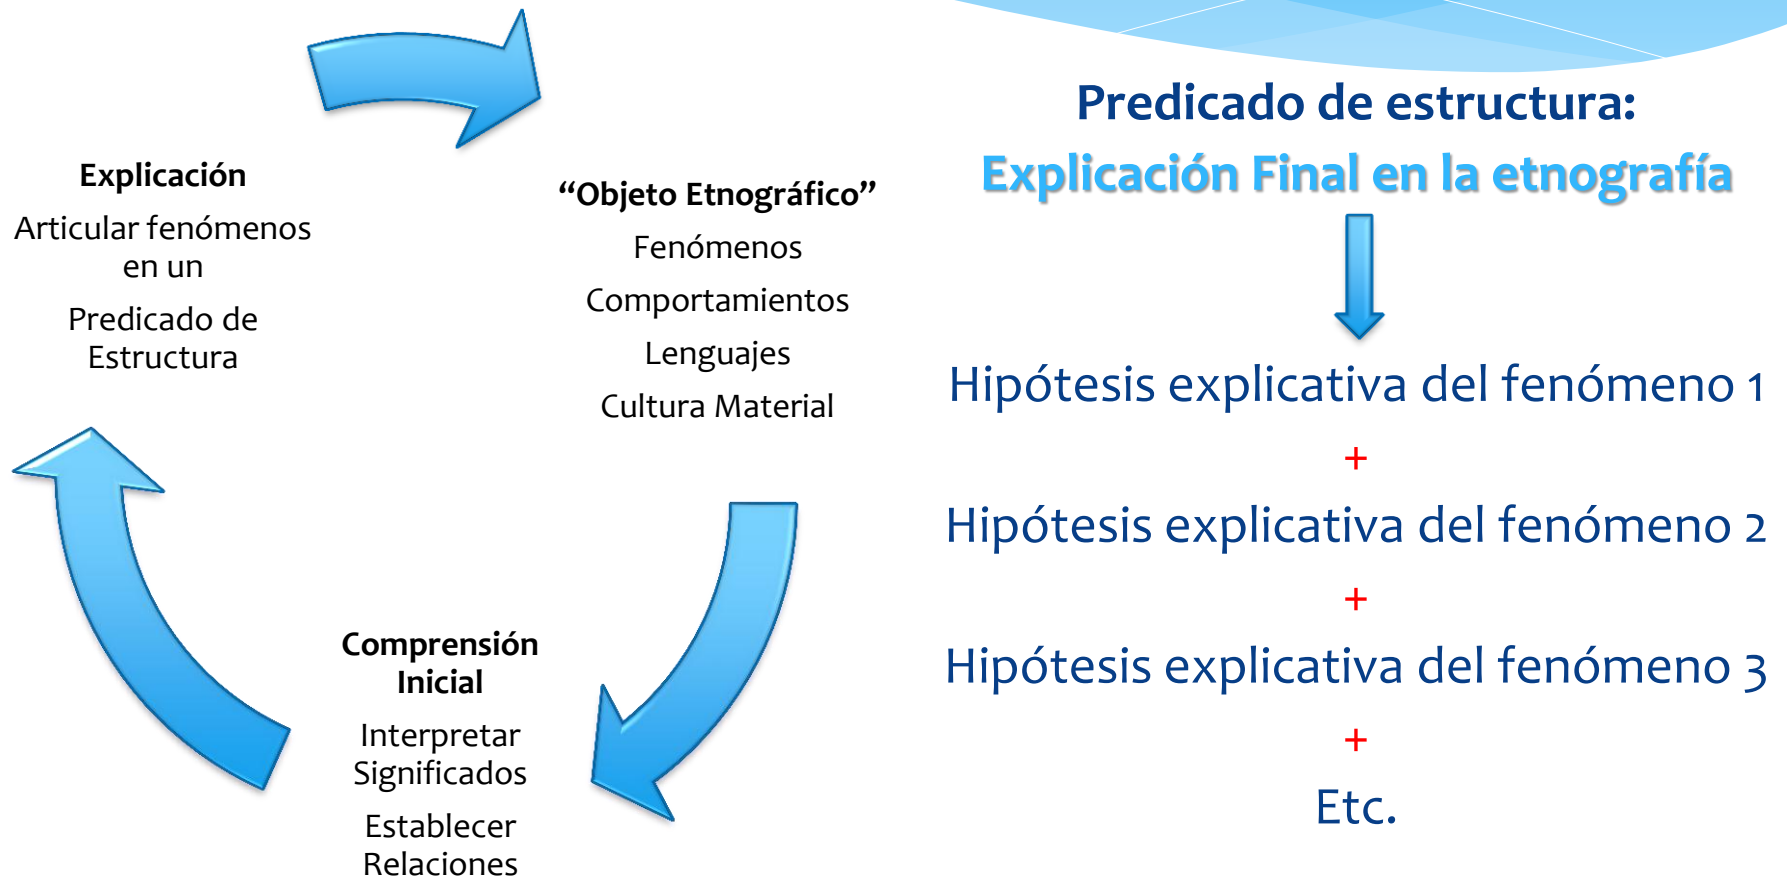 Explicación
Articular fenómenos
en un
Predicado de
Estructura
“Objeto Etnográfico”
Fenómenos
Comportamientos
Lenguajes
Cultura Material
Comprensión
Inicial
Interpretar
Significados
Establecer
Relaciones
Predicado de estructura:
Explicación Final en la etnografía
Hipótesis explicativa del fenómeno 1
+
Hipótesis explicativa del fenómeno 2
+
Hipótesis explicativa del fenómeno 3
+
Etc.